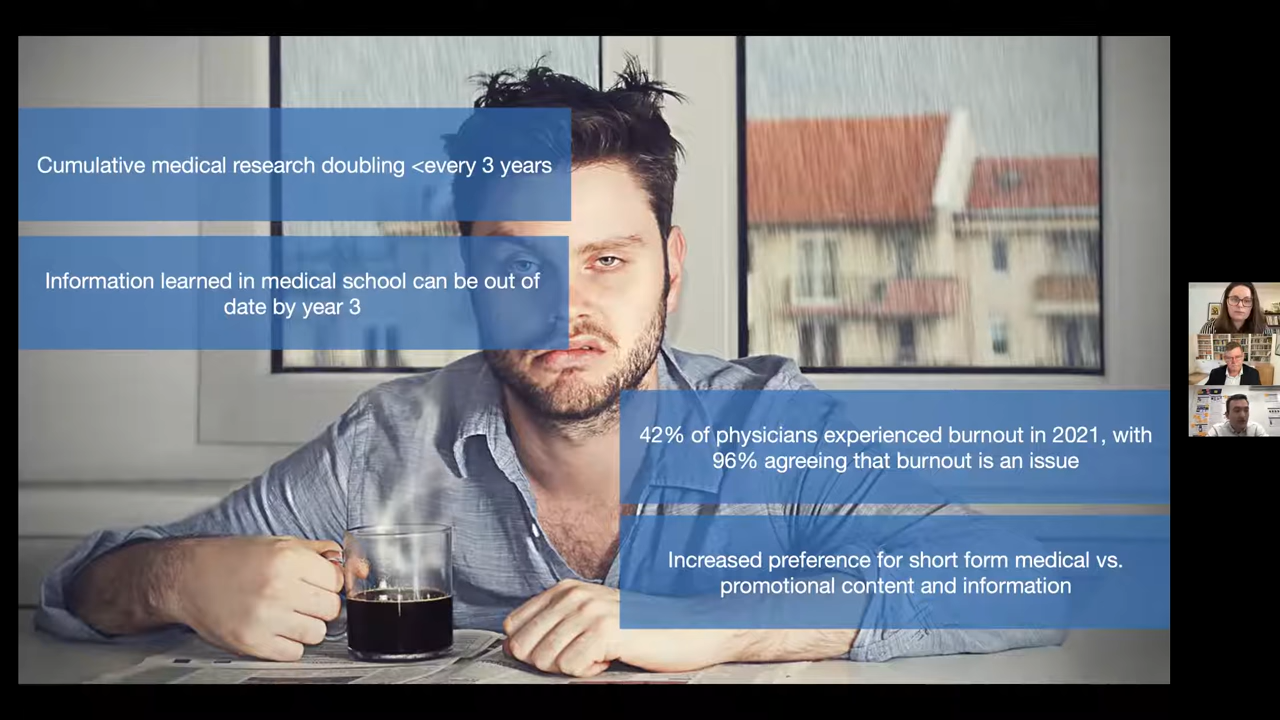 Cumulative medical research doubling <every 3 years
Information learned in medical school can be out of
date by year 3
42% of physicians experienced burnout in 2021, with
96% agreeing that burnout is an issue
Increased preference for short form medical vs.
promotional content and information